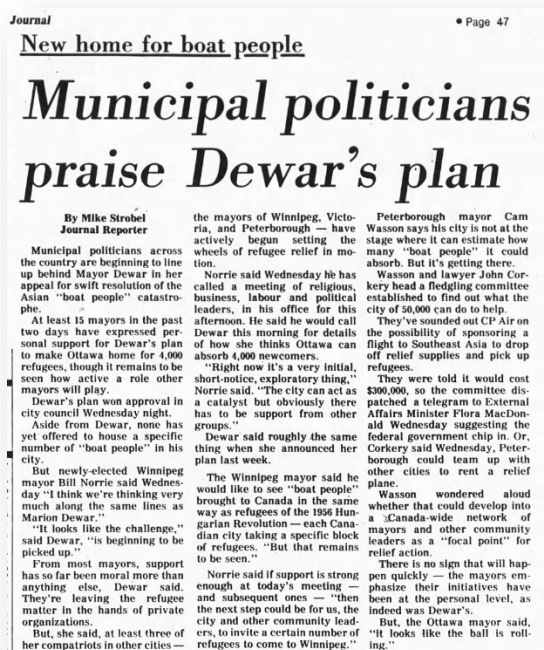 Journal
• Page 47
New home for boat people
Municipal politicians
praise Dewar's plan
By Mike Strobel
Journal Reporter
Municipal politicians across
the country are beginning to line
up behind Mayor Dewar in her
appeal for swift resolution of the
Asian "boat people" catastro-
phe.
At least 15 mayors in the past
two days have expressed per-
sonal support for Dewar's plan
to make Ottawa home for 4,000
refugees, though it remains to be
seen how active a role other
mayors will play.
Dewar's plan won approval in
city council Wednesday night.
Aside from Dewar, none has
yet offered to house a specific
number of "boat people" in his
city.
But newly-elected Winnipeg
mayor Bill Norrie said Wednes-
day "I think we're thinking very
much along the same lines as
Marion Dewar."
"It looks like the challenge,"
said Dewar, "is beginning to be
picked up."
From most mayors, support
has so far been moral more than
anything else, Dewar said.
They're leaving the refugee
matter in the hands of private
organizations.
But, she said, at least three of
her compatriots in other cities —
the mayors of Winnipeg, Victo-
ria, and Peterborough — have
actively begun setting the
wheels of refugee relief in mo-
tion.
Norrie said Wednesday he has
called a meeting of religious,
business, labour and political
leaders, in his office for this
afternoon. He said he would call
Dewar this morning for details
of how she thinks Ottawa can
absorb 4,000 newcomers.
"Right now it's a very initial,
short-notice, exploratory thing,"
Norrie said. "The city can act as
a catalyst but obviously there
has to be support from other
groups."
Dewar said roughly the same
thing when she announced her
plan last week.
The Winnipeg mayor said he
would like to see "boat people"
brought to Canada in the same
way as refugees of the 1956 Hun-
garian Revolution — each Cana-
dian city taking a specific block
of refugees. "But that remains
to be seen."
Norrie said if support is strong
enough at today's meeting —
and subsequent ones — "then
the next step could be for us, the
city and other community lead-
ers, to invite a certain number of
refugees to come to Winnipeg."
Peterborough mayor Cam
Wasson says his city is not at the
stage where it can estimate how
many "boat people" it could
absorb. But it's getting there.
Wasson and lawyer John Cor-
kery head a fledgling committee
established to find out what the
city of 50,000 can do to help.
They've sounded out CP Air on
the possibility of sponsoring a
flight to Southeast Asia to drop
off relief supplies and pick up
refugees.
They were told it would cost
$300,000, so the committee dis-
patched a telegram to External
Affairs Minister Flora MacDon-
ald Wednesday suggesting the
federal government chip in. Or,
Corkery said Wednesday, Peter-
borough could team up with
other cities to rent a relief
plane.
Wasson wondered aloud
whether that could develop into
a Canada-wide network of
mayors and other community
leaders as a "focal point" for
relief action.
There is no sign that will hap-
pen quickly — the mayors em-
phasize their initiatives have
been at the personal level, as
indeed was Dewar's.
But, the Ottawa mayor said,
"It looks like the ball is roll-
ing."